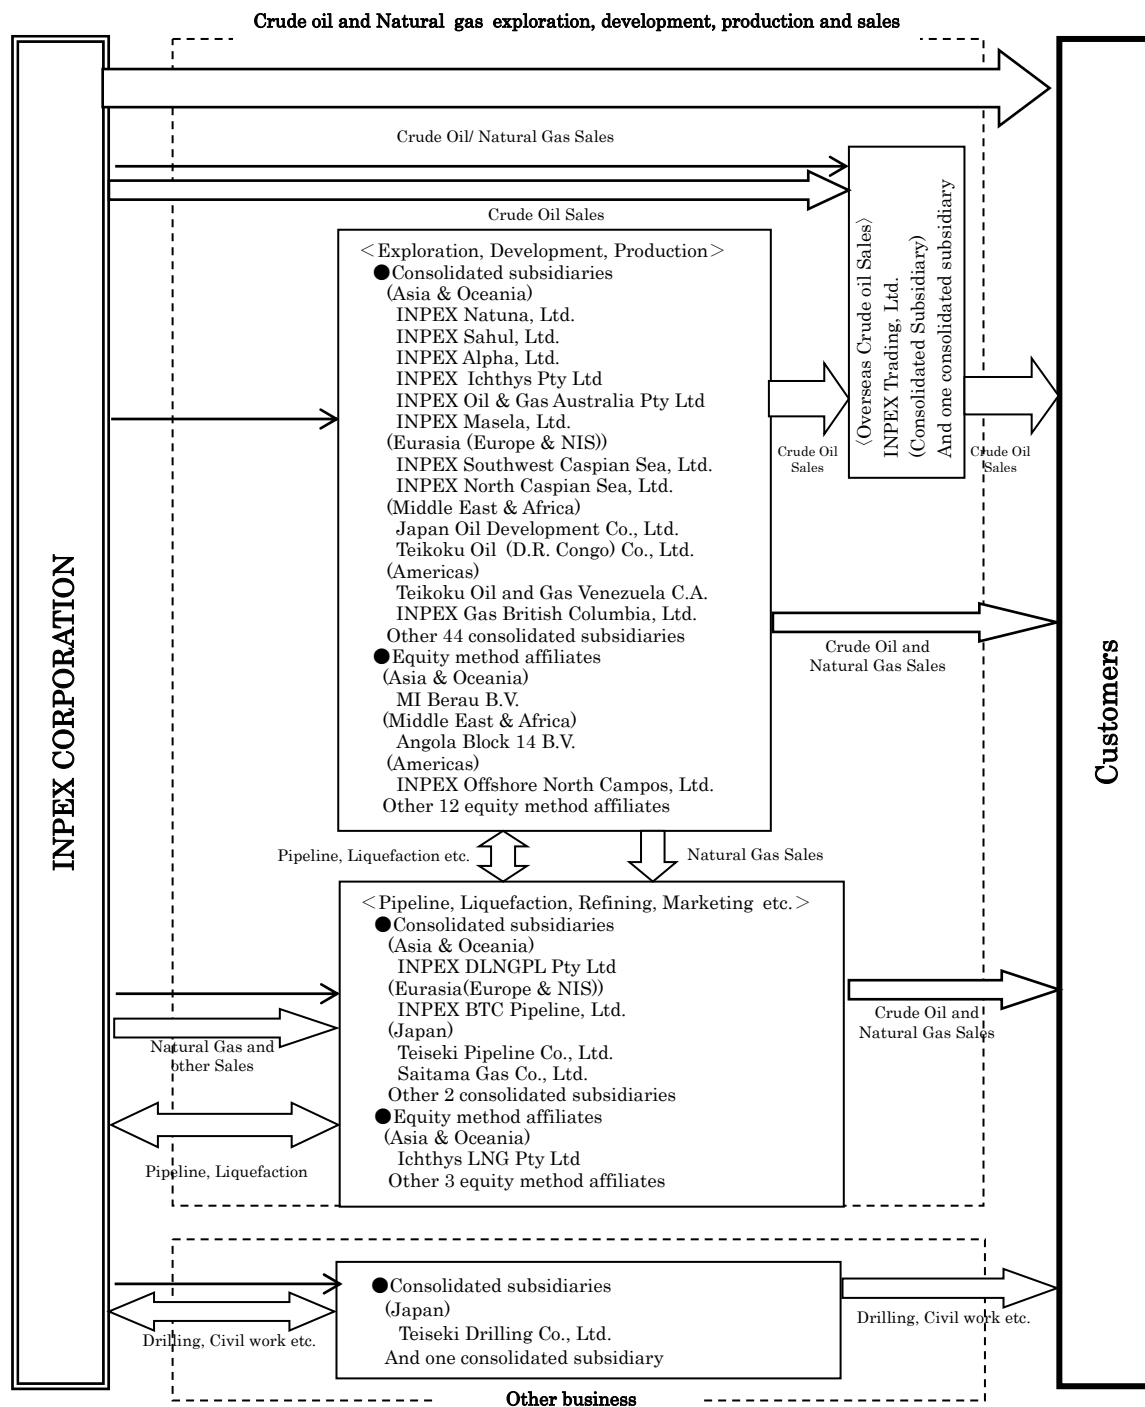 Crude oil and Natural gas exploration, development, production and sales
INPEX CORPORATION
Crude Oil/ Natural Gas Sales
Crude Oil Sales
〈Overseas Crude oil Sales〉
INPEX Trading, Ltd.
(Consolidated Subsidiary)
And one consolidated subsidiary
＜Exploration, Development, Production＞
●Consolidated subsidiaries
(Asia & Oceania)
INPEX Natuna, Ltd.
INPEX Sahul, Ltd.
INPEX Alpha, Ltd.
INPEX Ichthys Pty Ltd
INPEX Oil & Gas Australia Pty Ltd
INPEX Masela, Ltd.
(Eurasia (Europe & NIS))
INPEX Southwest Caspian Sea, Ltd.
INPEX North Caspian Sea, Ltd.
(Middle East & Africa)
Japan Oil Development Co., Ltd.
Teikoku Oil (D.R. Congo) Co., Ltd.
(Americas)
Teikoku Oil and Gas Venezuela C.A.
INPEX Gas British Columbia, Ltd.
Other 44 consolidated subsidiaries
●Equity method affiliates
(Asia & Oceania)
MI Berau B.V.
(Middle East & Africa)
Angola Block 14 B.V.
(Americas)
INPEX Offshore North Campos, Ltd.
Other 12 equity method affiliates
Crude Oil
Sales
Crude Oil
Sales
Crude Oil and
Natural Gas Sales
Customers
Pipeline, Liquefaction etc.
Natural Gas Sales
＜Pipeline, Liquefaction, Refining, Marketing etc.＞
●Consolidated subsidiaries
(Asia & Oceania)
INPEX DLNGPL Pty Ltd
(Eurasia(Europe & NIS))
INPEX BTC Pipeline, Ltd.
(Japan)
Teiseki Pipeline Co., Ltd.
Saitama Gas Co., Ltd.
Other 2 consolidated subsidiaries
●Equity method affiliates
(Asia & Oceania)
Ichthys LNG Pty Ltd
Other 3 equity method affiliates
Natural Gas and
other Sales
Pipeline, Liquefaction
Crude Oil and
Natural Gas Sales
●Consolidated subsidiaries
(Japan)
Teiseki Drilling Co., Ltd.
And one consolidated subsidiary
Drilling, Civil work etc.
Drilling, Civil work etc.
Other business